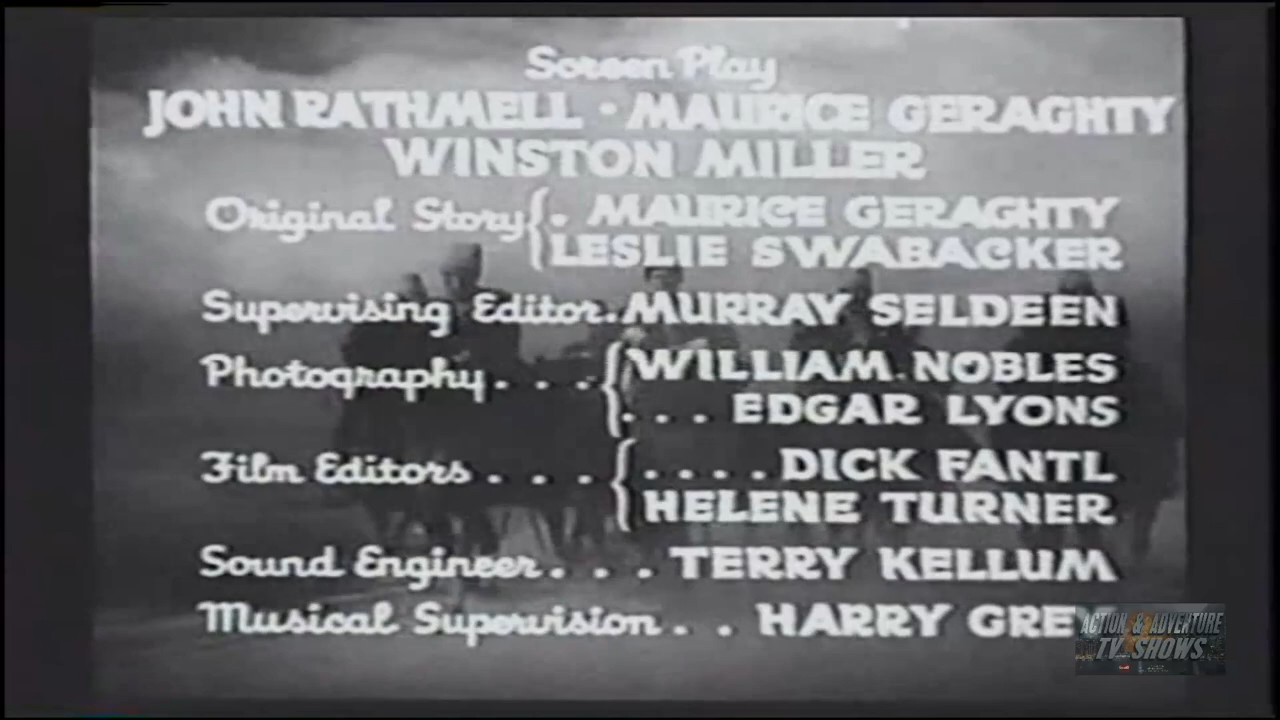 Screen Play
JOHN RATHMELL · MAURICE GERAGHTY
WINSTON MILLER
Original Story . MAURICE GERAGHTY
LESLIE SWABACKER
Supervising Editor. MURRAY SELDEEN
Photography . . . . WILLIAM NOBLES
. . . EDGAR LYONS
Film Editors . . . . . . . DICK FANTL
HELENE TURNER
Sound Engineer . . . TERRY KELLUM
Musical Supervision . . HARRY GREY
ACTION & ADVENTURE
TV SHOWS